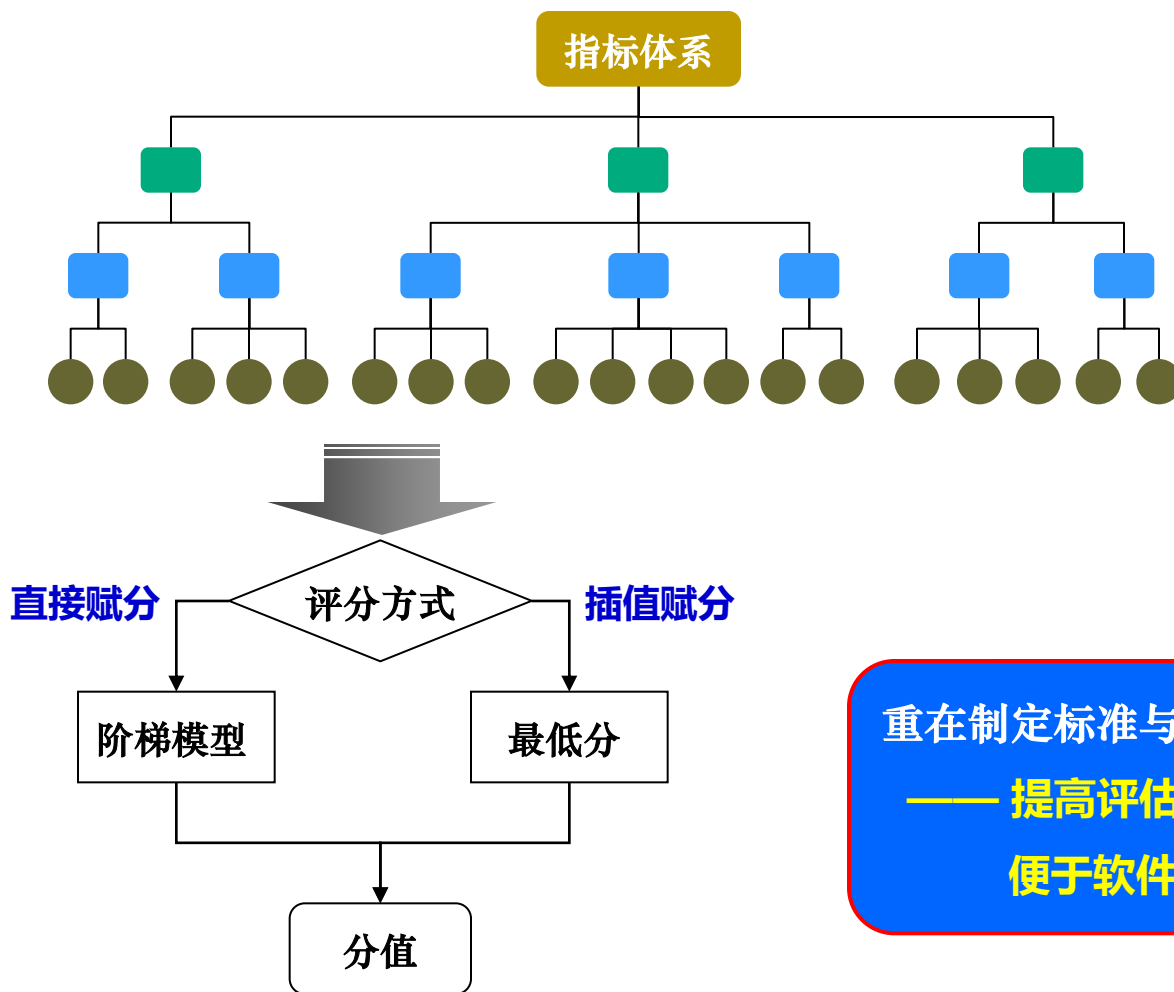 指标体系
直接赋分
评分方式
插值赋分
阶梯模型
最低分
重在制定标准与
—— 提高评估
便于软件
分值